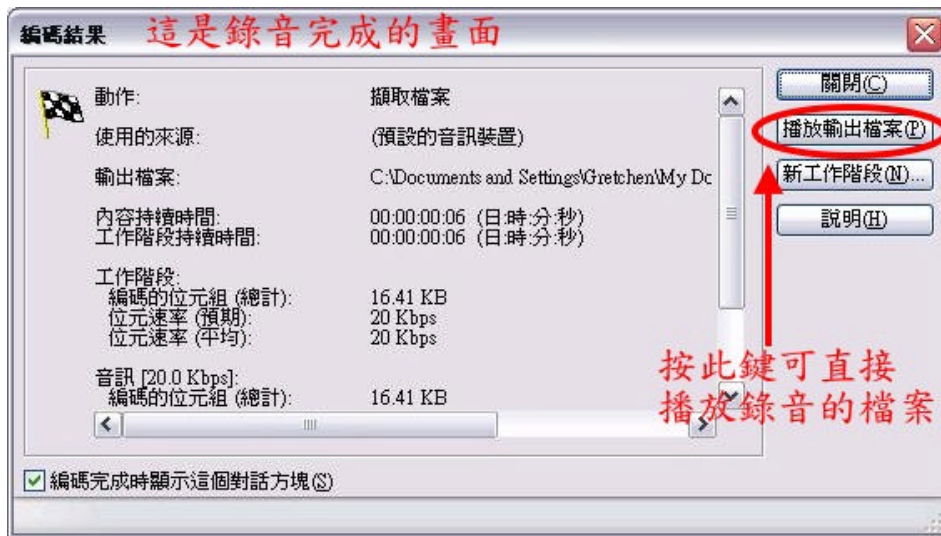 編碼結果 這是錄音完成的畫面
動作: 擷取檔案
使用的來源: (預設的音訊裝置)
輸出檔案: C:\Documents and Settings\Gretchen\My Dc
內容持續時間: 00:00:00:06 (日:時:分:秒)
工作階段持續時間: 00:00:00:06 (日:時:分:秒)
工作階段:
編碼的位元組 (總計): 16.41 KB
位元速率 (預期): 20 Kbps
位元速率 (平均): 20 Kbps
音訊 [20.0 Kbps]:
編碼的位元組 (總計): 16.41 KB
關閉(C)
播放輸出檔案(P)
新工作階段(N)...
說明(H)
按此鍵可直接
播放錄音的檔案
編碼完成時顯示這個對話方塊(S)